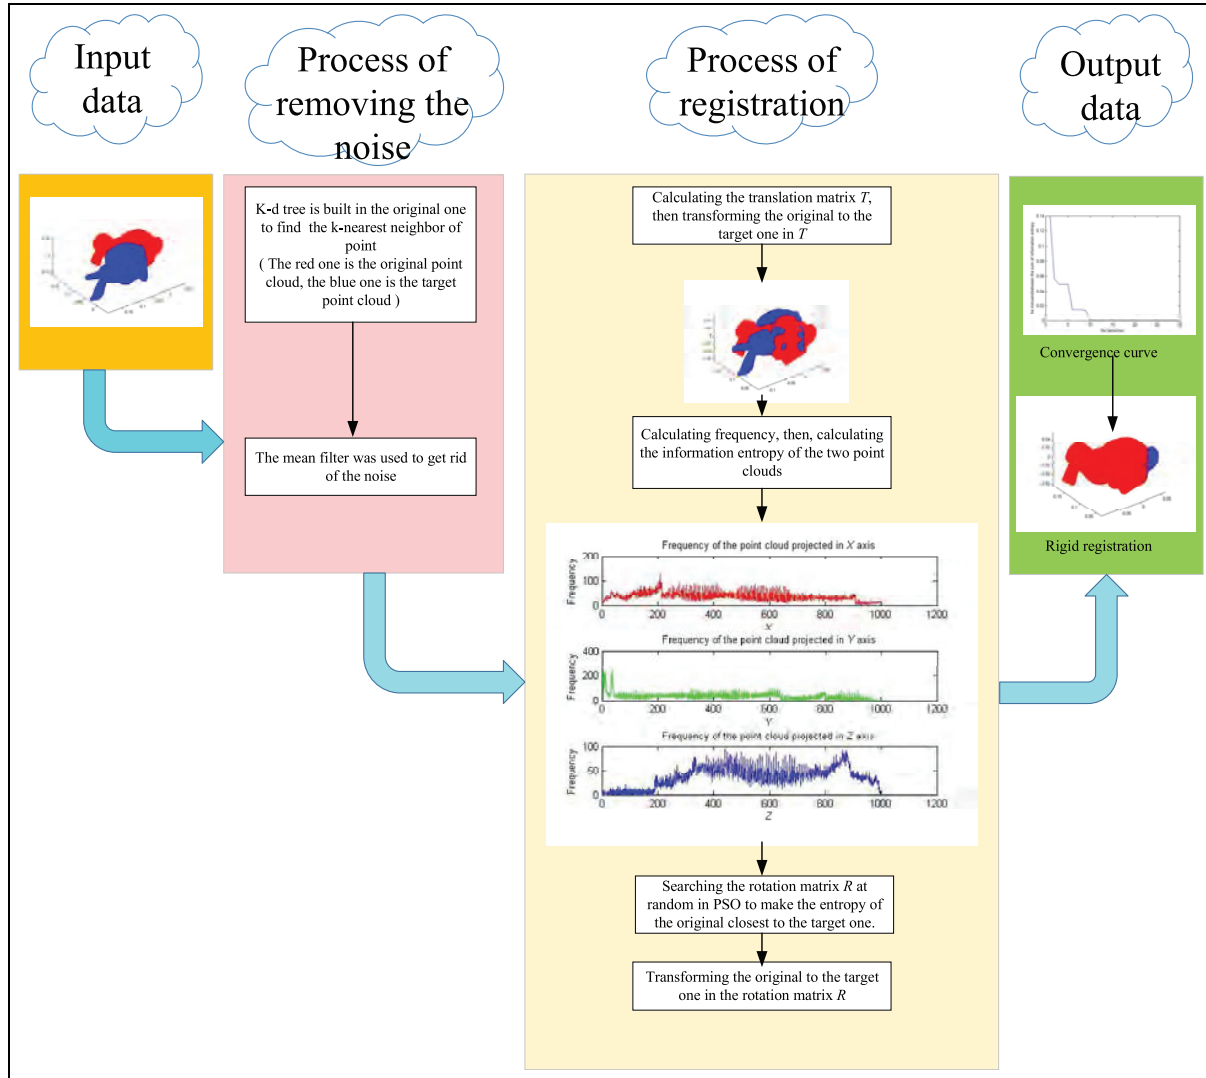 Input
data
Process of
removing the
noise
Process of
registration
Output
data
K-d tree is built in the original one
to find the k-nearest neighbor of
point
( The red one is the original point
cloud, the blue one is the target
point cloud )
The mean filter was used to get rid
of the noise
Calculating the translation matrix T,
then transforming the original to the
target one in T
Calculating frequency, then, calculating
the information entropy of the two point
clouds
Frequency of the point cloud projected in X axis
Frequency
200
100
0
0 200 400 600 800 1000 1200
X
Frequency of the point cloud projected in Y axis
Frequency
400
200
0
0 200 400 600 800 1000 1200
Y
Frequency of the point cloud projected in Z axis
Frequency
100
50
0
0 200 400 600 800 1000 1200
Z
Searching the rotation matrix R at
random in PSO to make the entropy of
the original closest to the target one.
Transforming the original to the target
one in the rotation matrix R
Convergence curve
Rigid registration